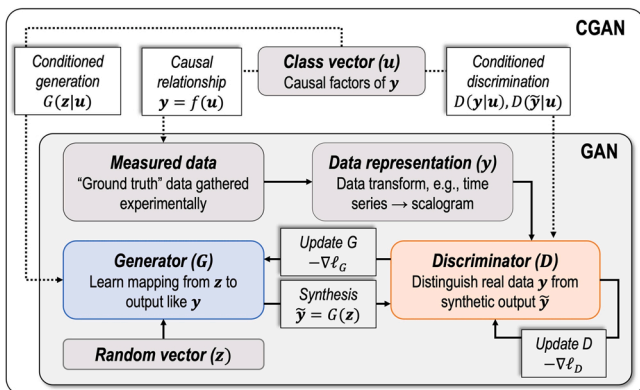 CGAN
Conditioned
generation
G(z|u)
Causal
relationship
y = f(u)
Class vector (u)
Causal factors of y
Conditioned
discrimination
D(y|u), D(ỹ|u)
GAN
Measured data
“Ground truth” data gathered
experimentally
Data representation (y)
Data transform, e.g., time
series → scalogram
Generator (G)
Learn mapping from z to
output like y
Update G
−∇ℓ_G
Synthesis
ỹ = G(z)
Discriminator (D)
Distinguish real data y from
synthetic output ỹ
Random vector (z)
Update D
−∇ℓ_D